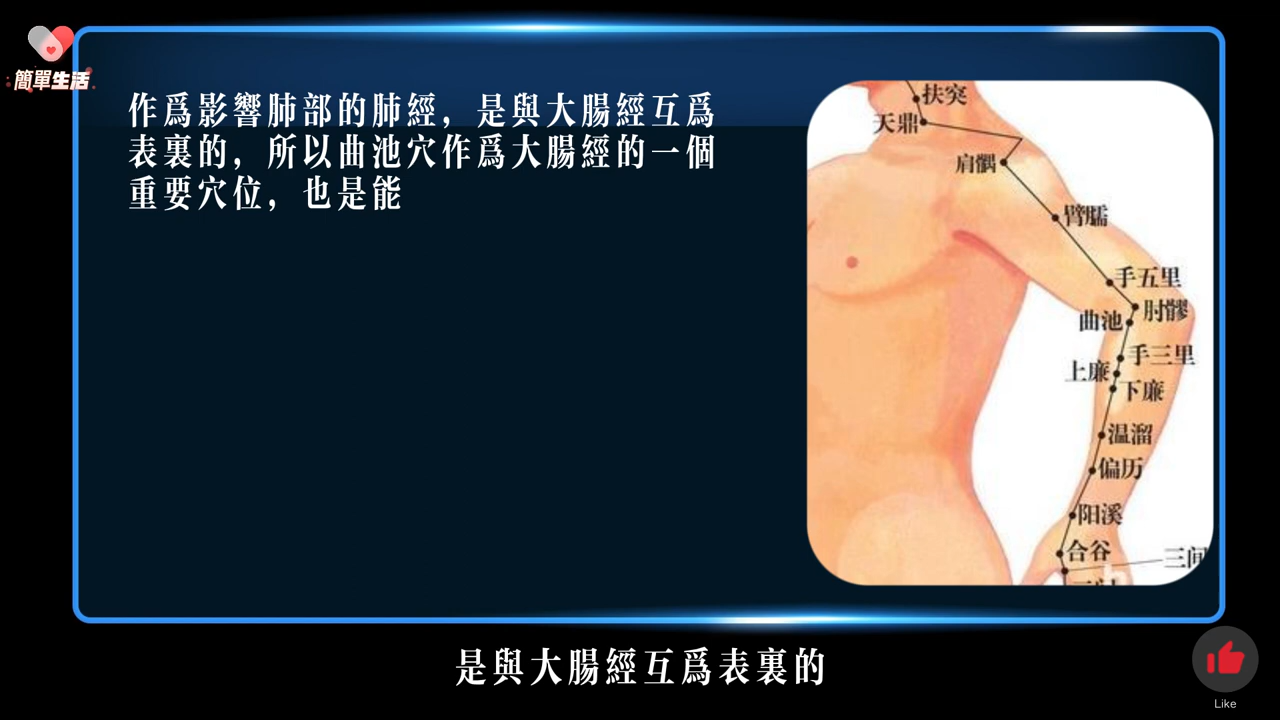 簡單生活
作爲影響肺部的肺經，是與大腸經互爲
表裏的，所以曲池穴作爲大腸經的一個
重要穴位，也是能
扶突
天鼎
肩髃
臂臑
手五里
肘髎
曲池
手三里
上廉
下廉
温溜
偏历
阳溪
合谷
三间
是與大腸經互爲表裏的
Like